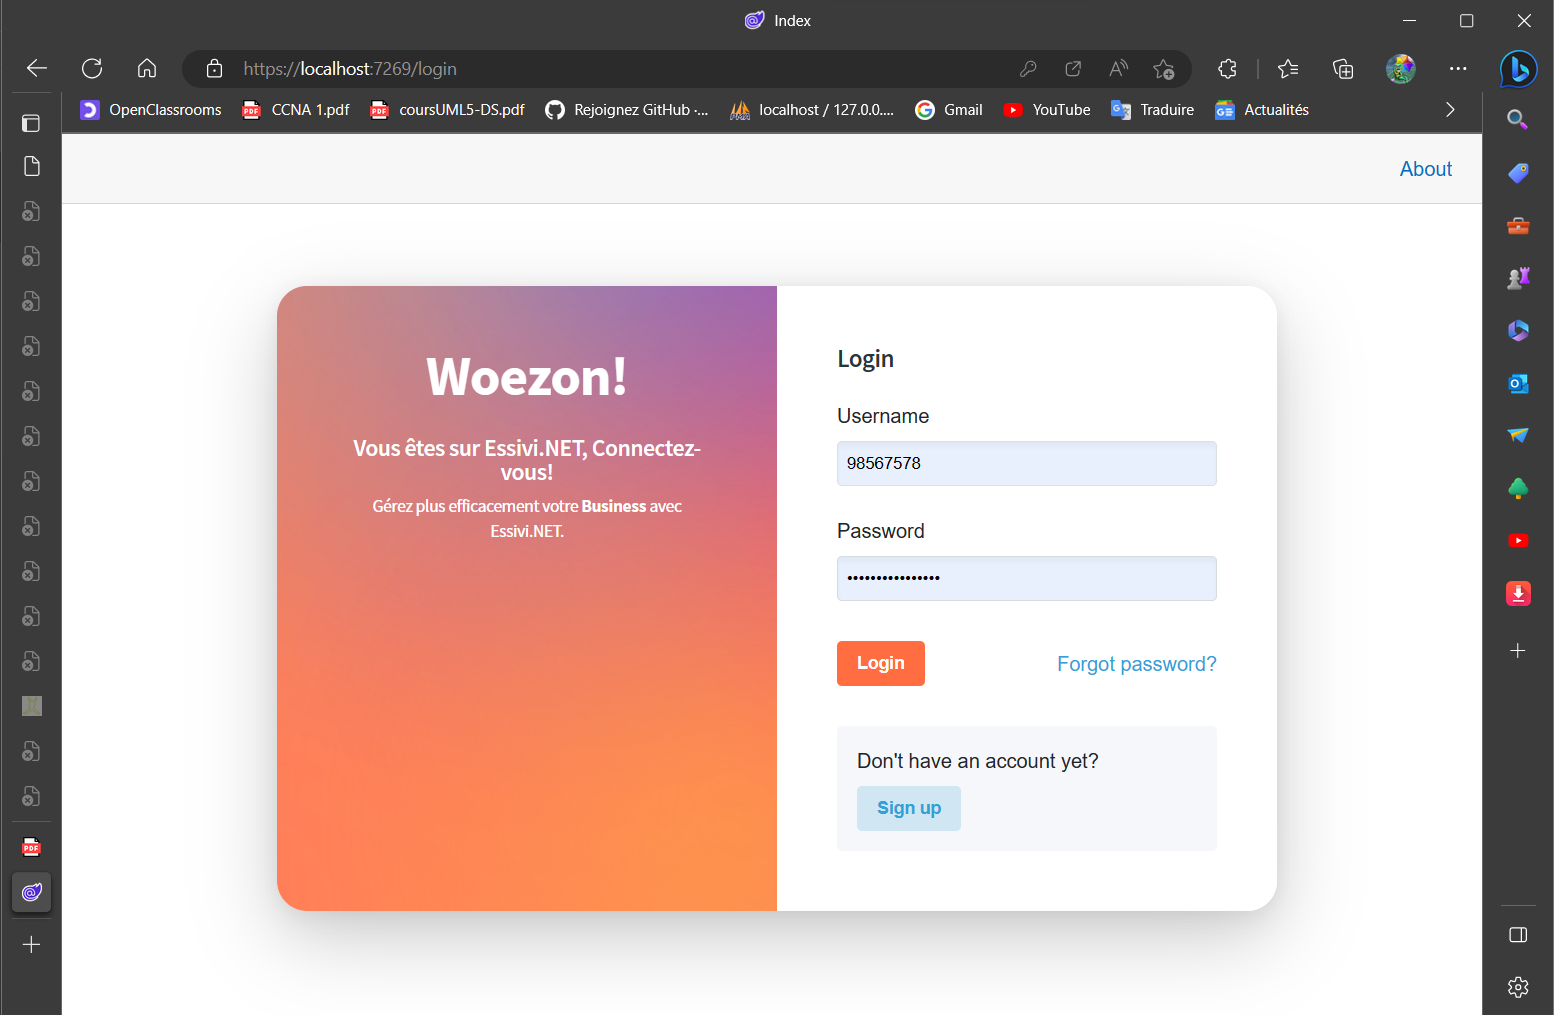 Index
https://localhost:7269/login
OpenClassrooms
CCNA 1.pdf
coursUML5-DS.pdf
Rejoignez GitHub ·...
localhost / 127.0.0....
Gmail
YouTube
Traduire
Actualités
About
Woezon!
Vous êtes sur Essivi.NET, Connectez-
vous!
Gérez plus efficacement votre Business avec
Essivi.NET.
Login
Username
98567578
Password
••••••••••••••••
Login
Forgot password?
Don't have an account yet?
Sign up